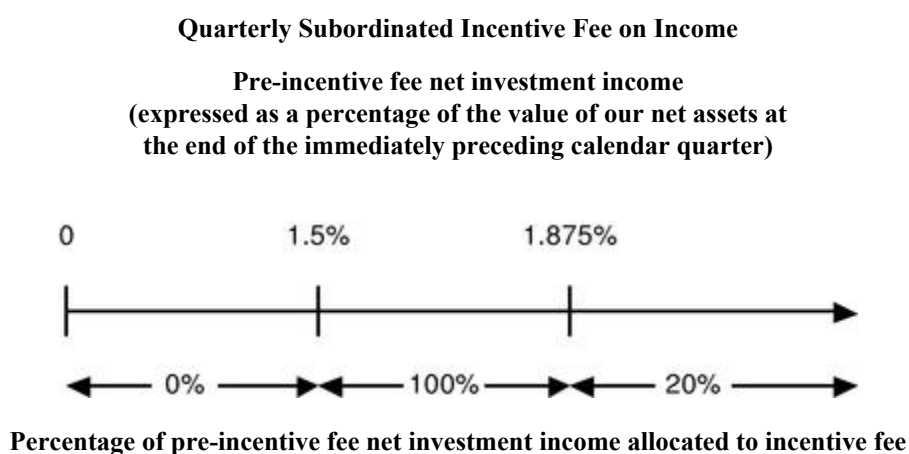 Quarterly Subordinated Incentive Fee on Income
Pre-incentive fee net investment income
(expressed as a percentage of the value of our net assets at
the end of the immediately preceding calendar quarter)
0 1.5% 1.875%
0% 100% 20%
Percentage of pre-incentive fee net investment income allocated to incentive fee